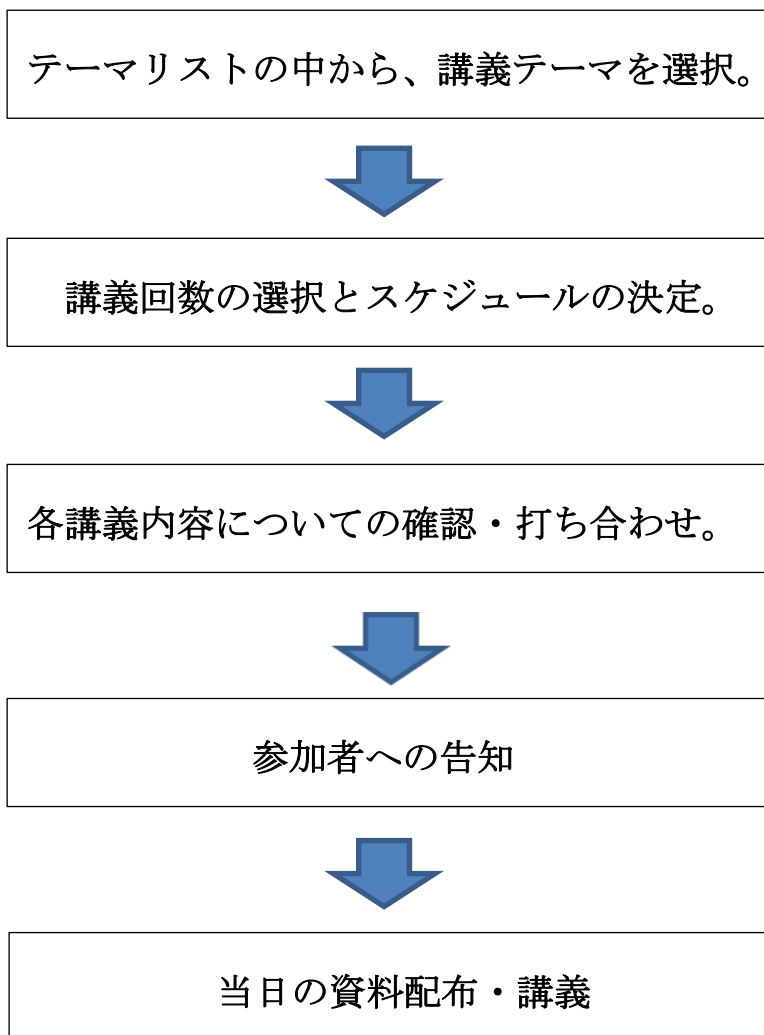 テーマリストの中から、講義テーマを選択。
講義回数の選択とスケジュールの決定。
各講義内容についての確認・打ち合わせ。
参加者への告知
当日の資料配布・講義